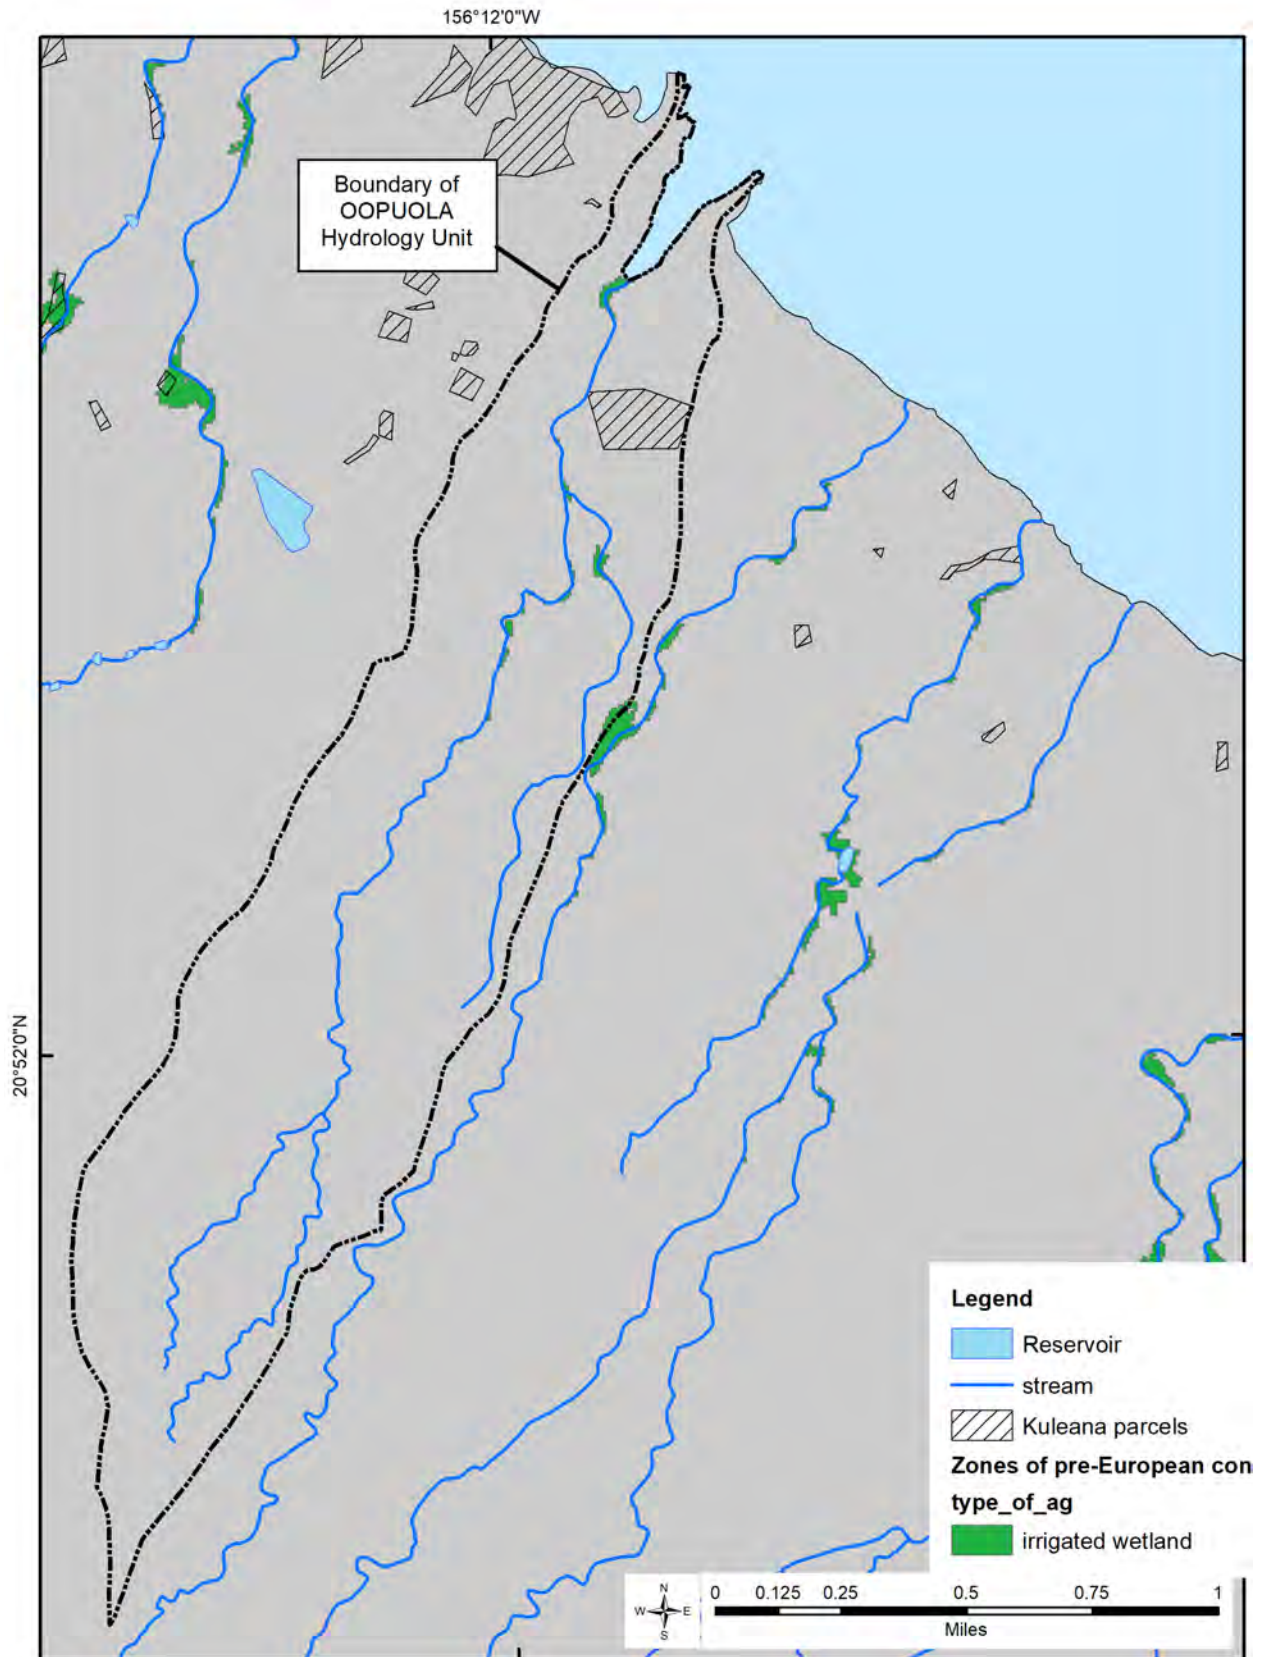 156°12'0"W
Boundary of
OOPUOLA
Hydrology Unit
20°52'0"N
Legend
Reservoir
stream
Kuleana parcels
Zones of pre-European con
type_of_ag
irrigated wetland
N
W E
S
0 0.125 0.25 0.5 0.75 1
Miles